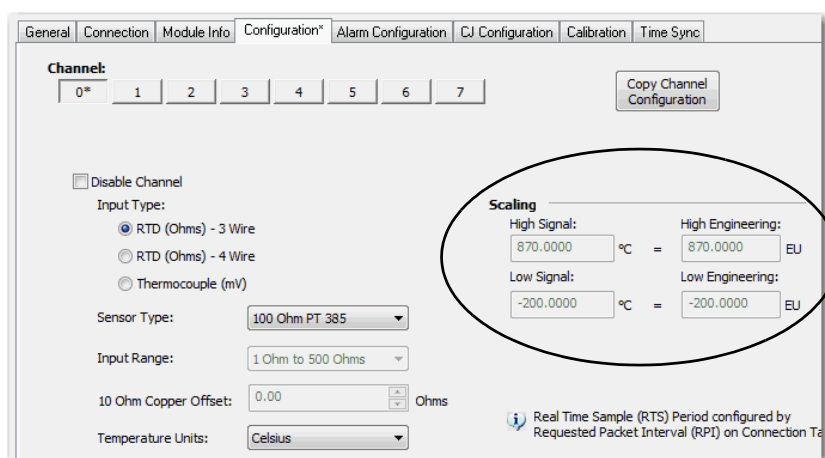 General Connection Module Info Configuration* Alarm Configuration CJ Configuration Calibration Time Sync
Channel:
0* 1 2 3 4 5 6 7
Copy Channel
Configuration
Disable Channel
Input Type:
RTD (Ohms) - 3 Wire
RTD (Ohms) - 4 Wire
Thermocouple (mV)
Sensor Type: 100 Ohm PT 385
Input Range: 1 Ohm to 500 Ohms
10 Ohm Copper Offset: 0.00 Ohms
Temperature Units: Celsius
Scaling
High Signal: High Engineering:
870.0000 °C = 870.0000 EU
Low Signal: Low Engineering:
-200.0000 °C = -200.0000 EU
Real Time Sample (RTS) Period configured by
Requested Packet Interval (RPI) on Connection Ta